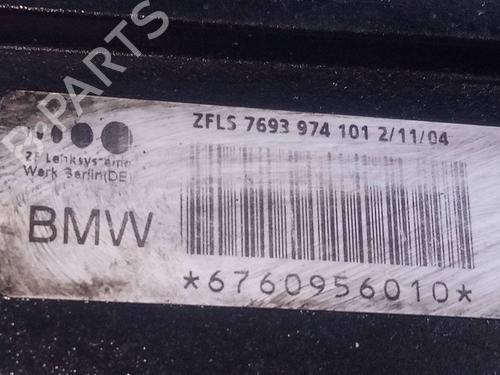 ZFLS 7693 974 101 2/11/04
ZF Lenksysteme
Werk Berlin(DE)
BMW
*6760956010*
B-PARTS